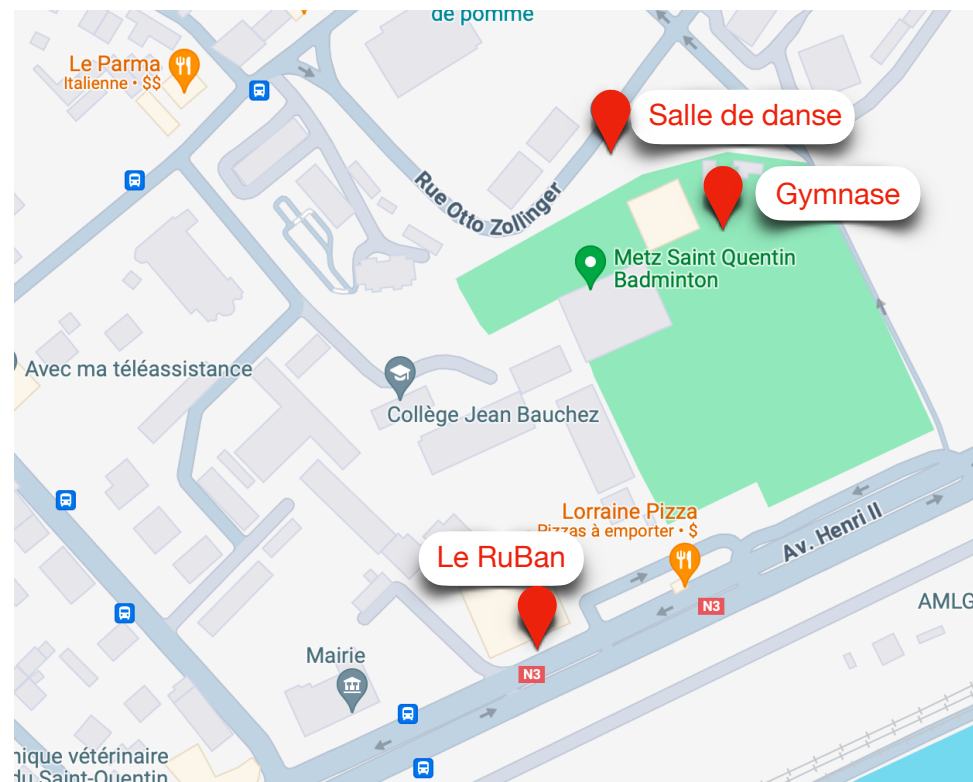 de pomme
Le Parma
Italienne • $$
Salle de danse
Gymnase
Rue Otto Zollinger
Metz Saint Quentin
Badminton
Avec ma téléassistance
Collège Jean Bauchez
Lorraine Pizza
Pizzas à emporter • $
Av. Henri II
Le RuBan
N3
AMLG
Mairie
N3
nique vétérinaire
du Saint-Quentin